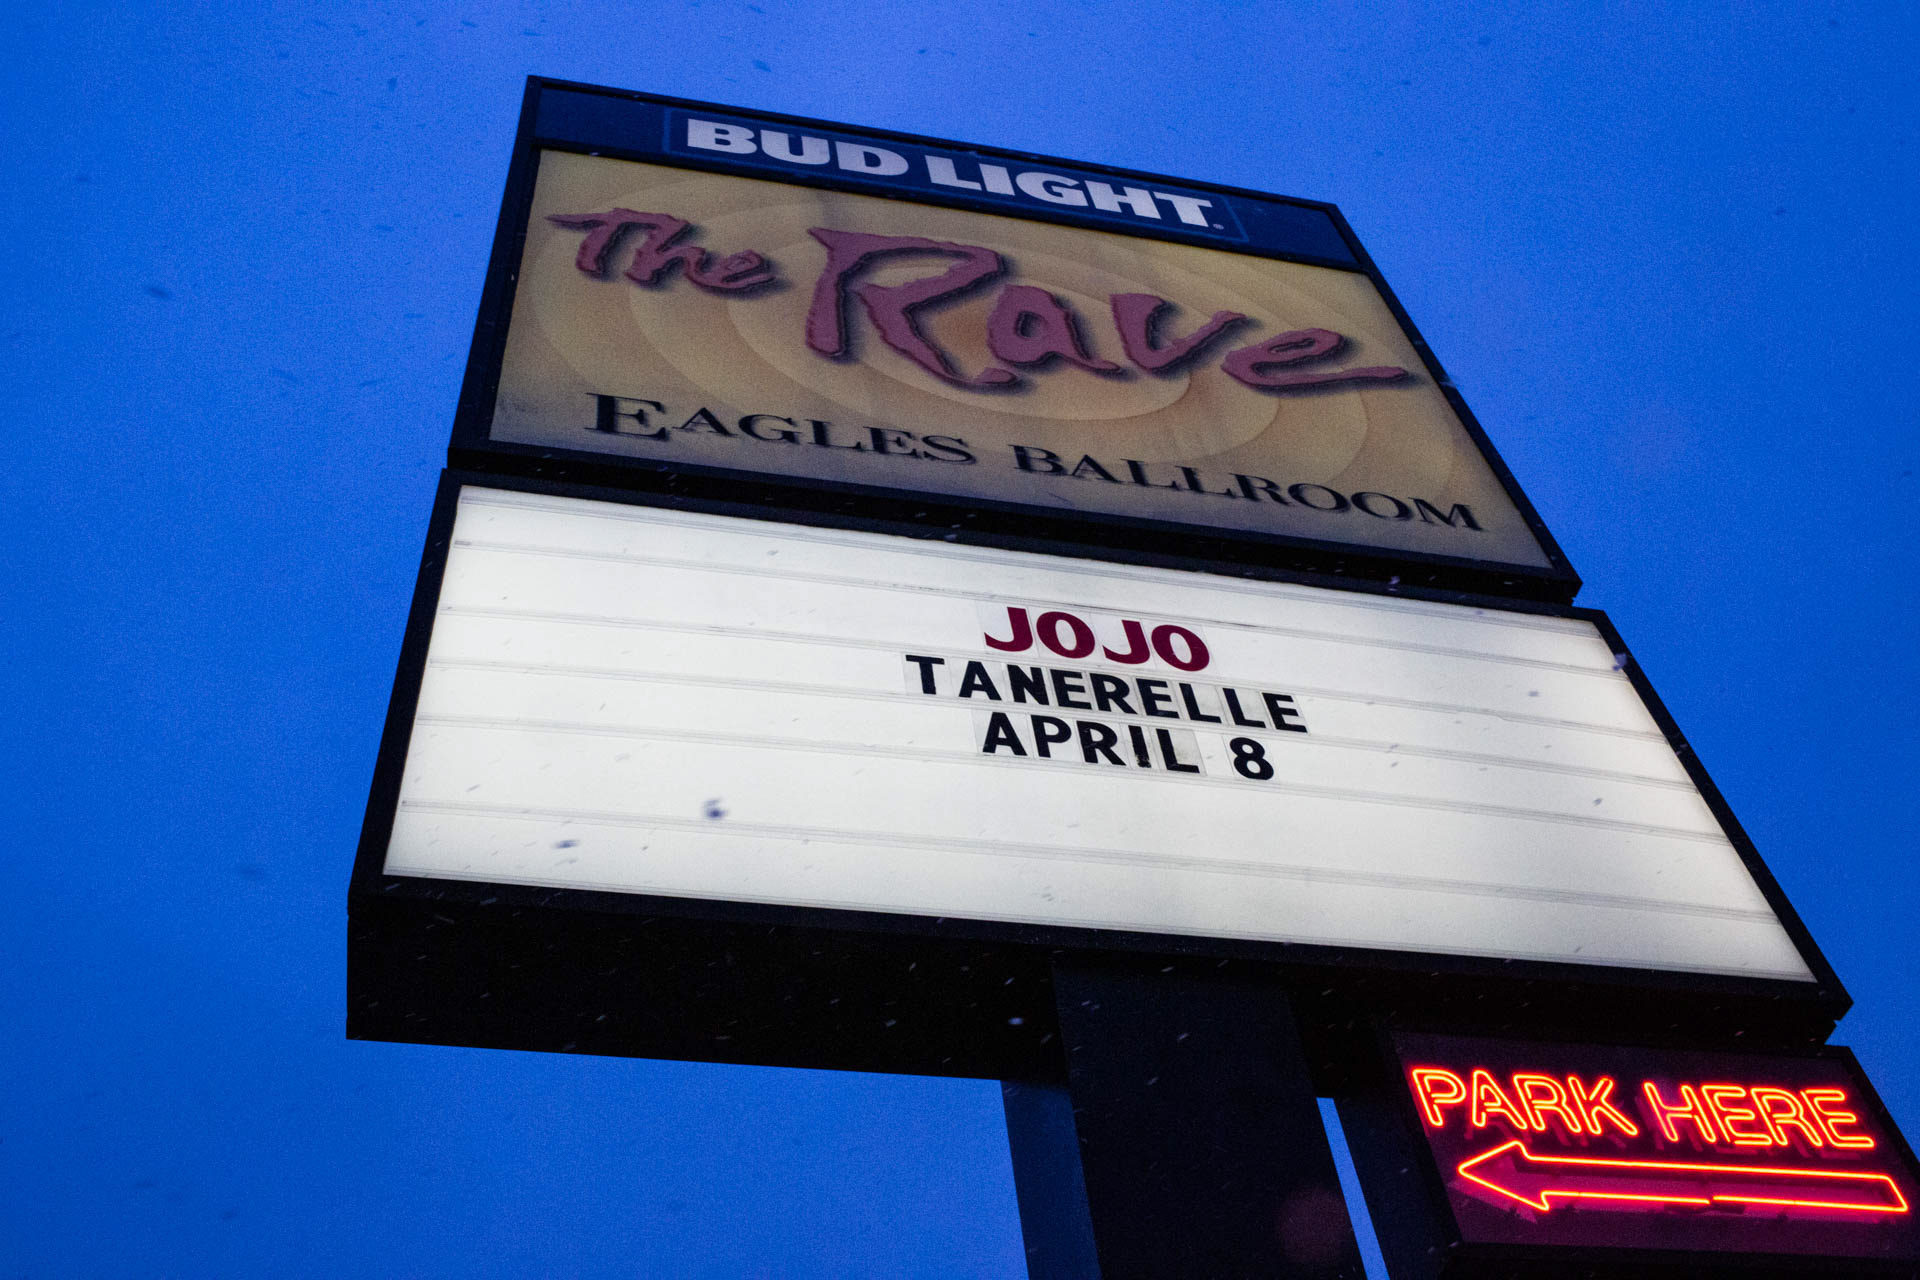 BUD LIGHT
The Rave
EAGLES BALLROOM
JOJO
TANERELLE
APRIL 8
PARK HERE